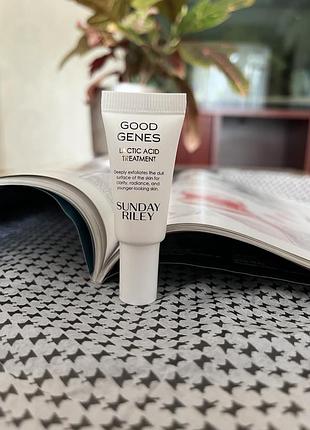 GOOD
GENES
LACTIC ACID
TREATMENT
Deeply exfoliates the dull
surface of the skin for
clarity, radiance, and
younger-looking skin.
SUNDAY
RILEY